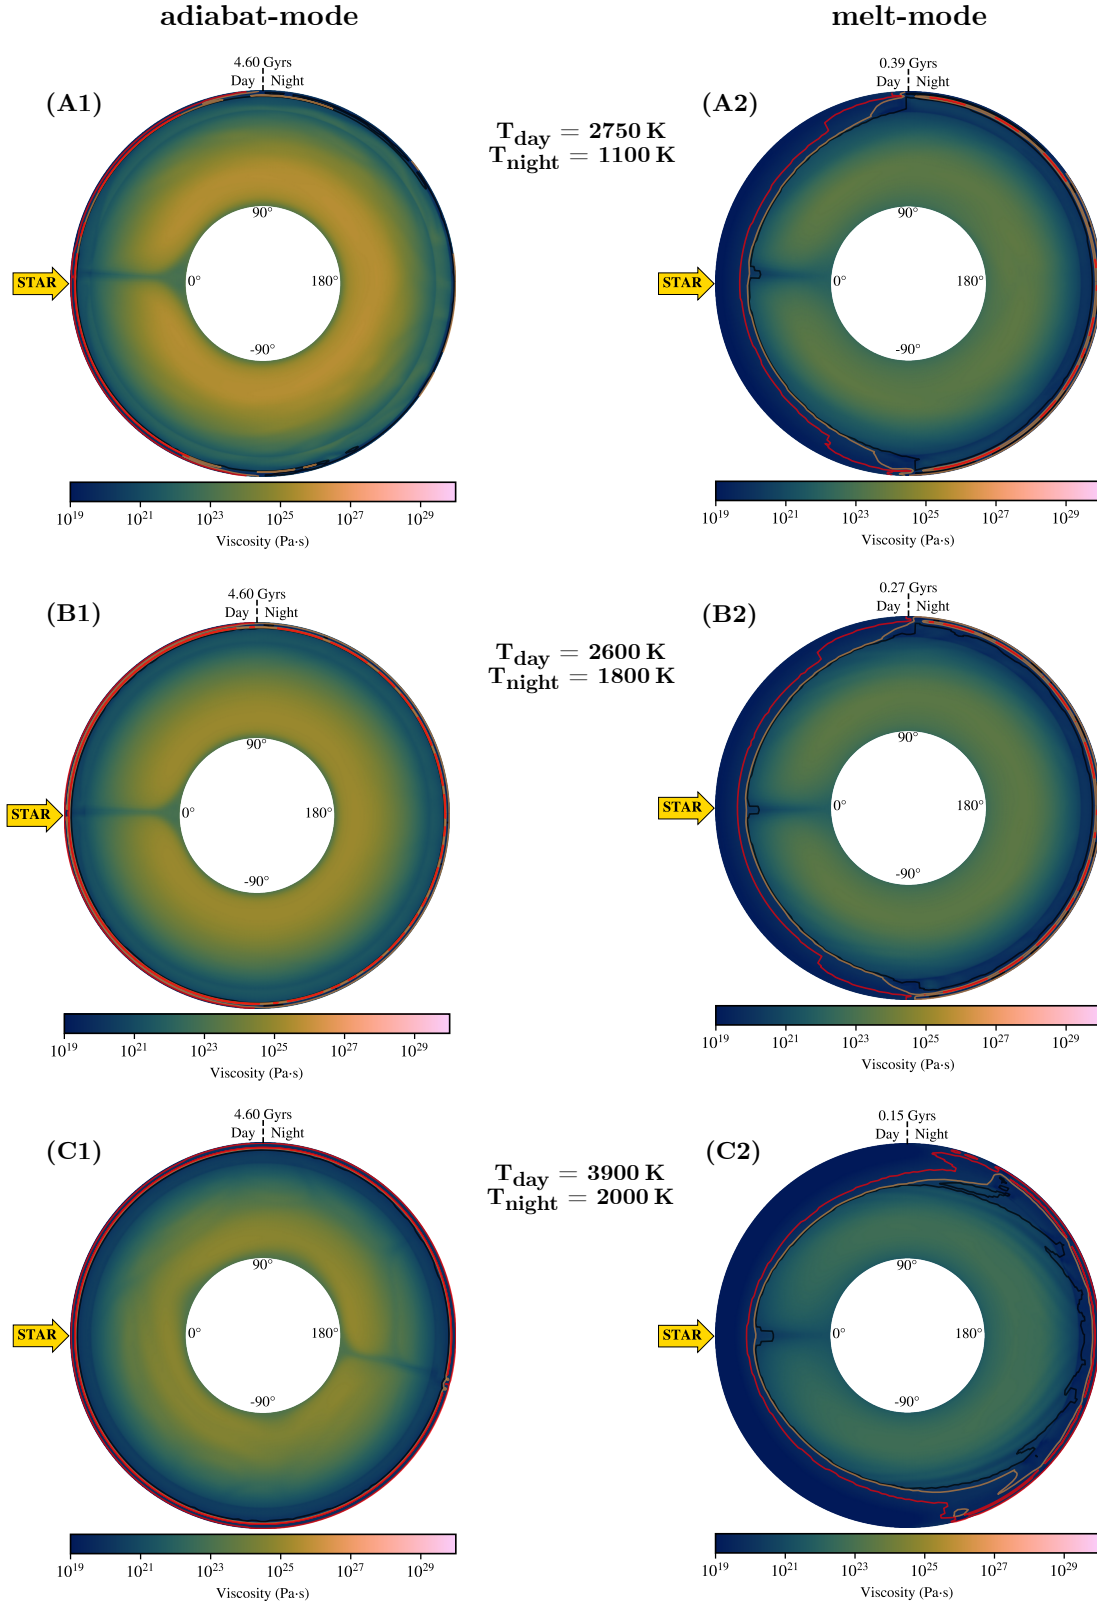 adiabat-mode
melt-mode
(A1)
4.60 Gyrs
Day Night
STAR
90°
0°
180°
-90°
10^19 10^21 10^23 10^25 10^27 10^29
Viscosity (Pa·s)
T_day = 2750 K
T_night = 1100 K
(A2)
0.39 Gyrs
Day Night
STAR
90°
0°
180°
-90°
10^19 10^21 10^23 10^25 10^27 10^29
Viscosity (Pa·s)
(B1)
4.60 Gyrs
Day Night
STAR
90°
0°
180°
-90°
10^19 10^21 10^23 10^25 10^27 10^29
Viscosity (Pa·s)
T_day = 2600 K
T_night = 1800 K
(B2)
0.27 Gyrs
Day Night
STAR
90°
0°
180°
-90°
10^19 10^21 10^23 10^25 10^27 10^29
Viscosity (Pa·s)
(C1)
4.60 Gyrs
Day Night
STAR
90°
0°
180°
-90°
10^19 10^21 10^23 10^25 10^27 10^29
Viscosity (Pa·s)
T_day = 3900 K
T_night = 2000 K
(C2)
0.15 Gyrs
Day Night
STAR
90°
0°
180°
-90°
10^19 10^21 10^23 10^25 10^27 10^29
Viscosity (Pa·s)